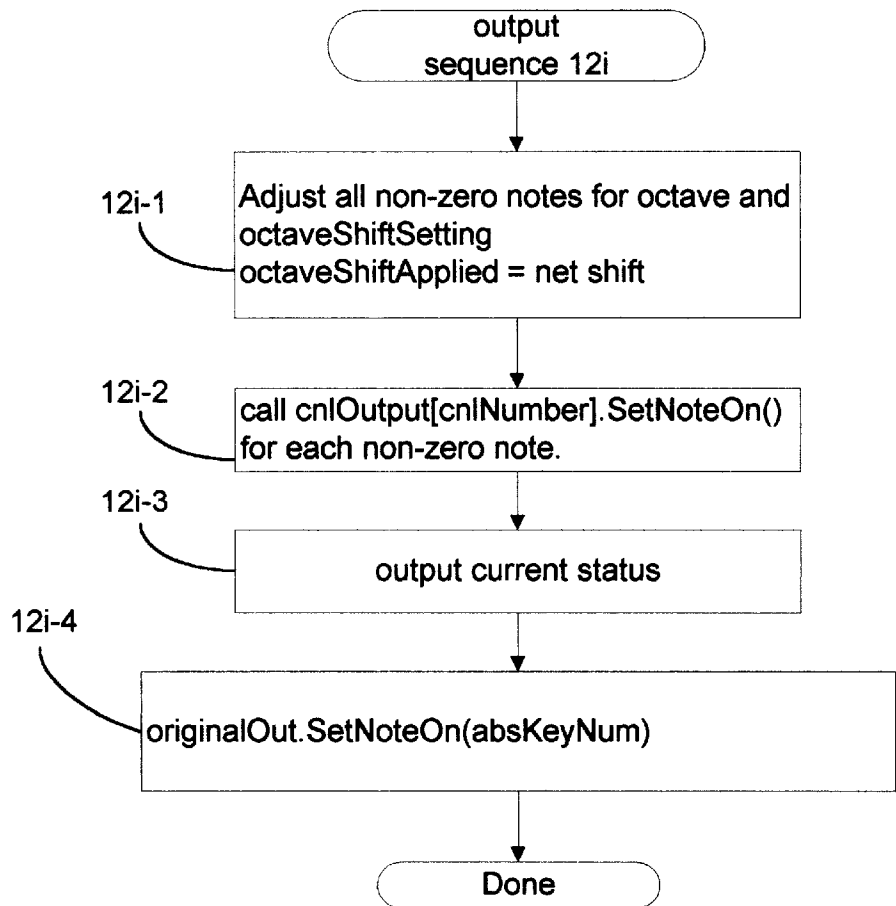 output
sequence 12i
12i-1
Adjust all non-zero notes for octave and
octaveShiftSetting
octaveShiftApplied = net shift
12i-2
call cnlOutput[cnlNumber].SetNoteOn()
for each non-zero note.
12i-3
output current status
12i-4
originalOut.SetNoteOn(absKeyNum)
Done